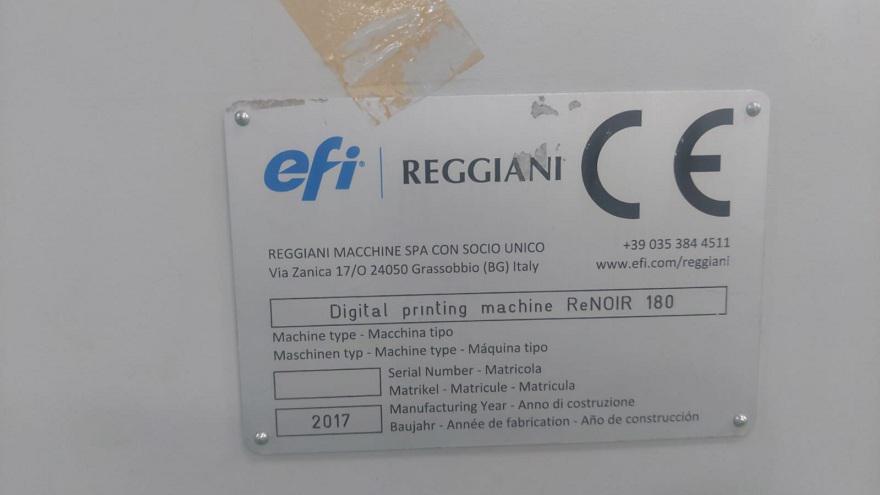 efi® | REGGIANI CE
REGGIANI MACCHINE SPA CON SOCIO UNICO
Via Zanica 17/O 24050 Grassobbio (BG) Italy
+39 035 384 4511
www.efi.com/reggiani
Digital printing machine ReNOIR 180
Machine type - Macchina tipo
Maschinen typ - Machine type - Máquina tipo
Serial Number - Matricola
Matrikel - Matricule - Matricula
2017
Manufacturing Year - Anno di costruzione
Baujahr - Année de fabrication - Año de construcción